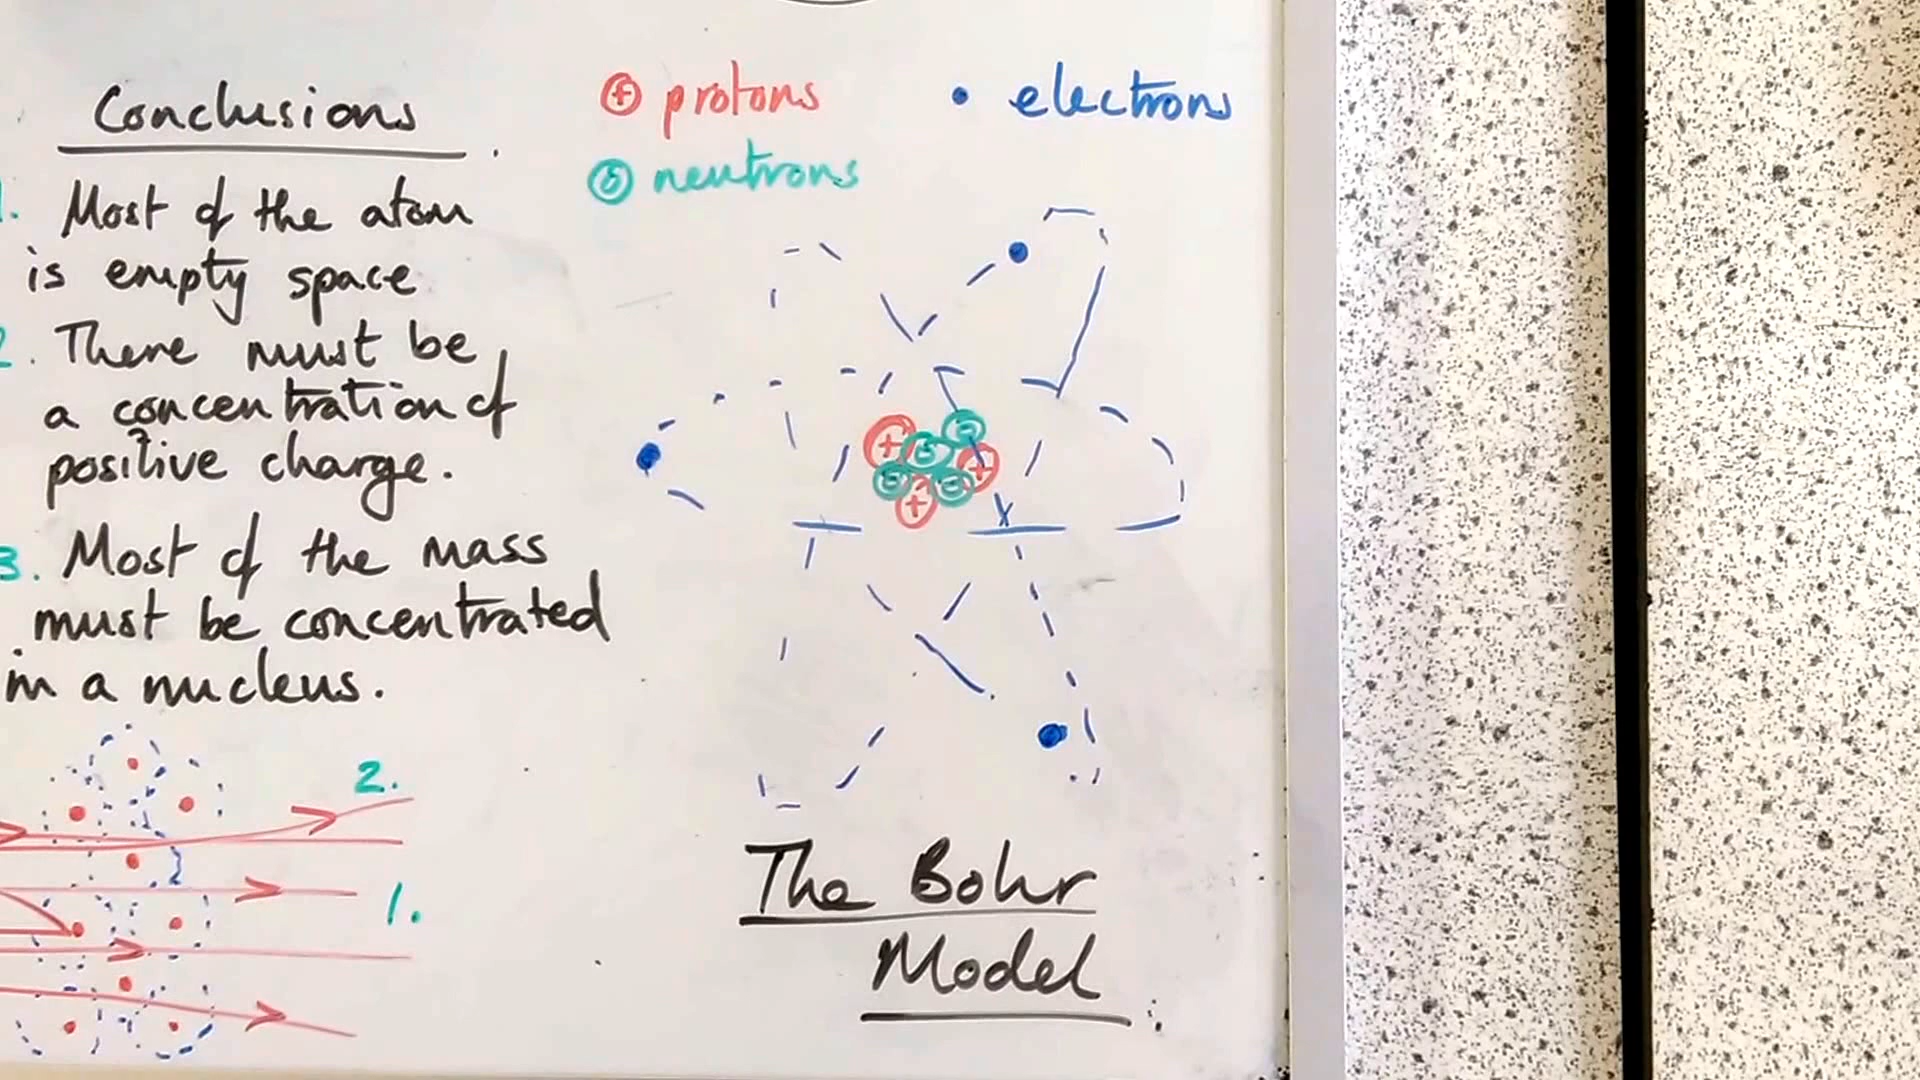 Conclusions
1. Most of the atom
is empty space
2. There must be
a concentration of
positive charge.
3. Most of the mass
must be concentrated
in a nucleus.
2.
1.
+ protons
neutrons
electrons
+
+
+
The Bohr
Model